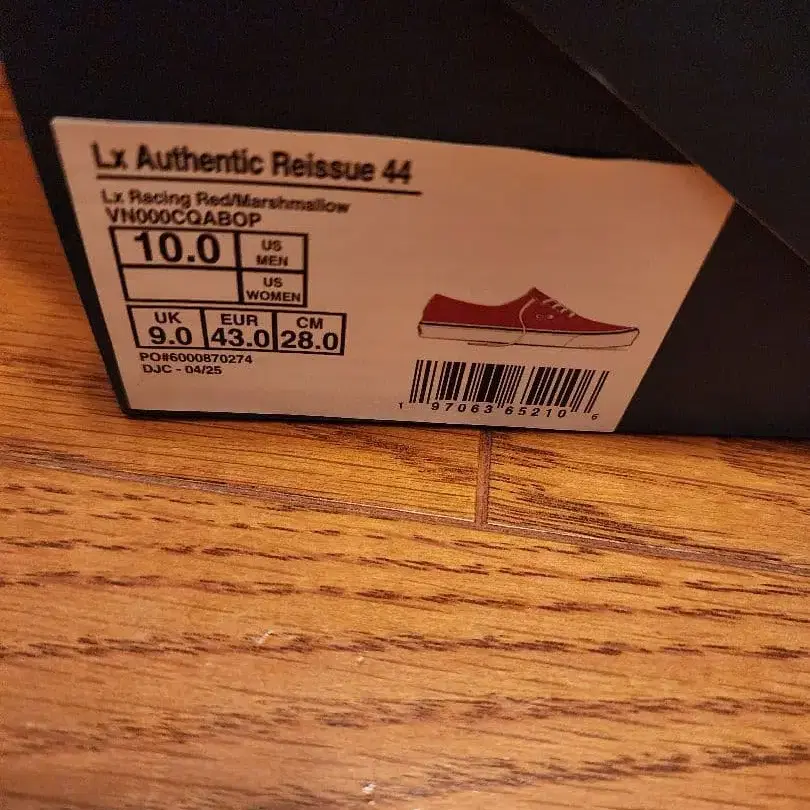 Lx Authentic Reissue 44
Lx Racing Red/Marshmallow
VN000CQABOP
10.0 US MEN
US WOMEN
UK EUR CM
9.0 43.0 28.0
PO#6000870274
DJC - 04/25
1 97063 65210 6